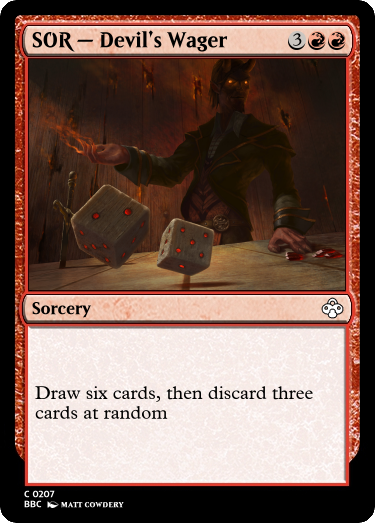 SOR — Devil's Wager 3
Sorcery
Draw six cards, then discard three
cards at random
C 0207
BBC MATT COWDERY